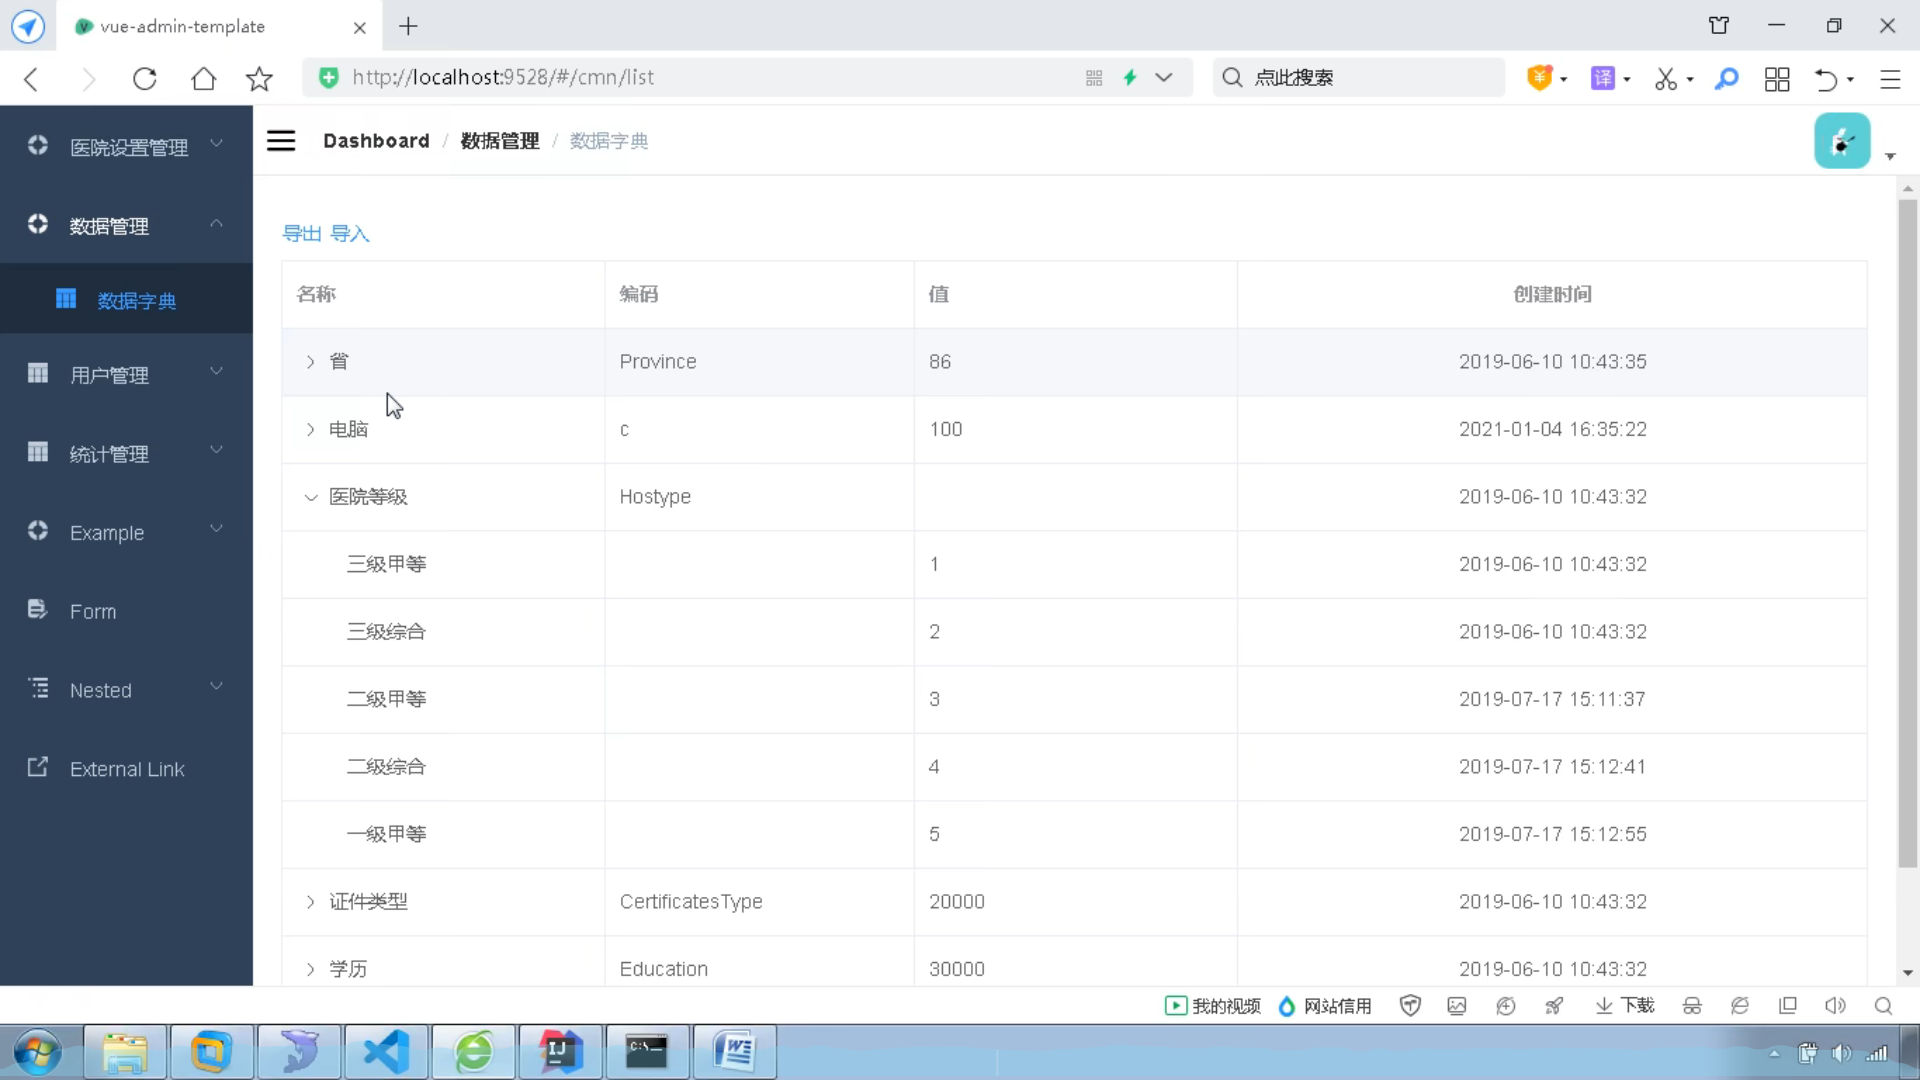 vue-admin-template
http://localhost:9528/#/cmn/list
点此搜索
译
医院设置管理
数据管理
数据字典
用户管理
统计管理
Example
Form
Nested
External Link
Dashboard / 数据管理 / 数据字典
导出 导入
名称 编码 值 创建时间
省 Province 86 2019-06-10 10:43:35
电脑 c 100 2021-01-04 16:35:22
医院等级 Hostype 2019-06-10 10:43:32
三级甲等 1 2019-06-10 10:43:32
三级综合 2 2019-06-10 10:43:32
二级甲等 3 2019-07-17 15:11:37
二级综合 4 2019-07-17 15:12:41
一级甲等 5 2019-07-17 15:12:55
证件类型 CertificatesType 20000 2019-06-10 10:43:32
学历 Education 30000 2019-06-10 10:43:32
我的视频 网站信用 下载